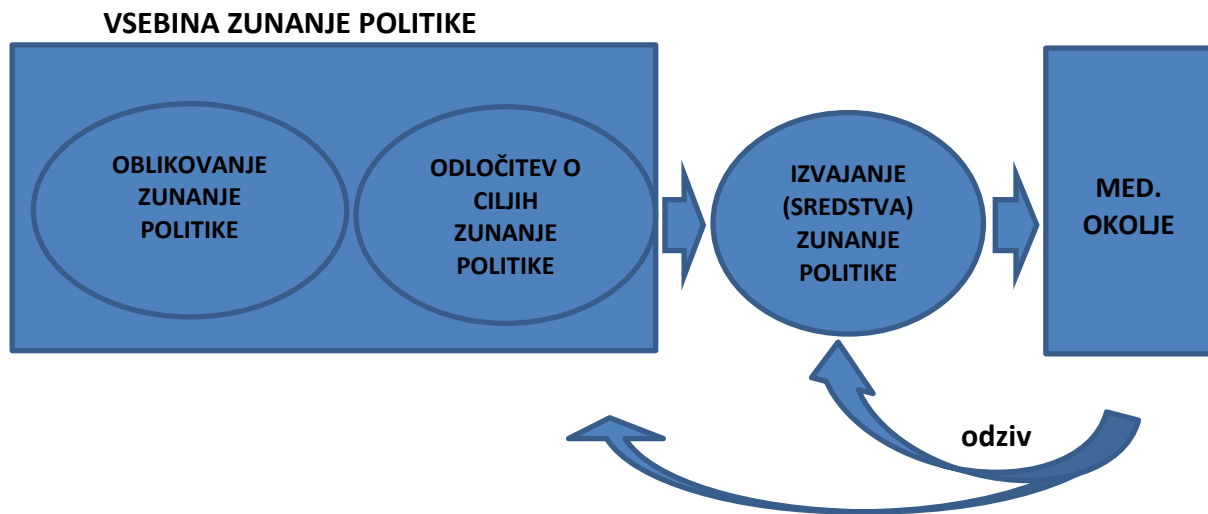 VSEBINA ZUNANJE POLITIKE
OBLIKOVANJE
ZUNANJE
POLITIKE
ODLOČITEV O
CILJIH
ZUNANJE
POLITIKE
IZVAJANJE
(SREDSTVA)
ZUNANJE
POLITIKE
MED.
OKOLJE
odziv